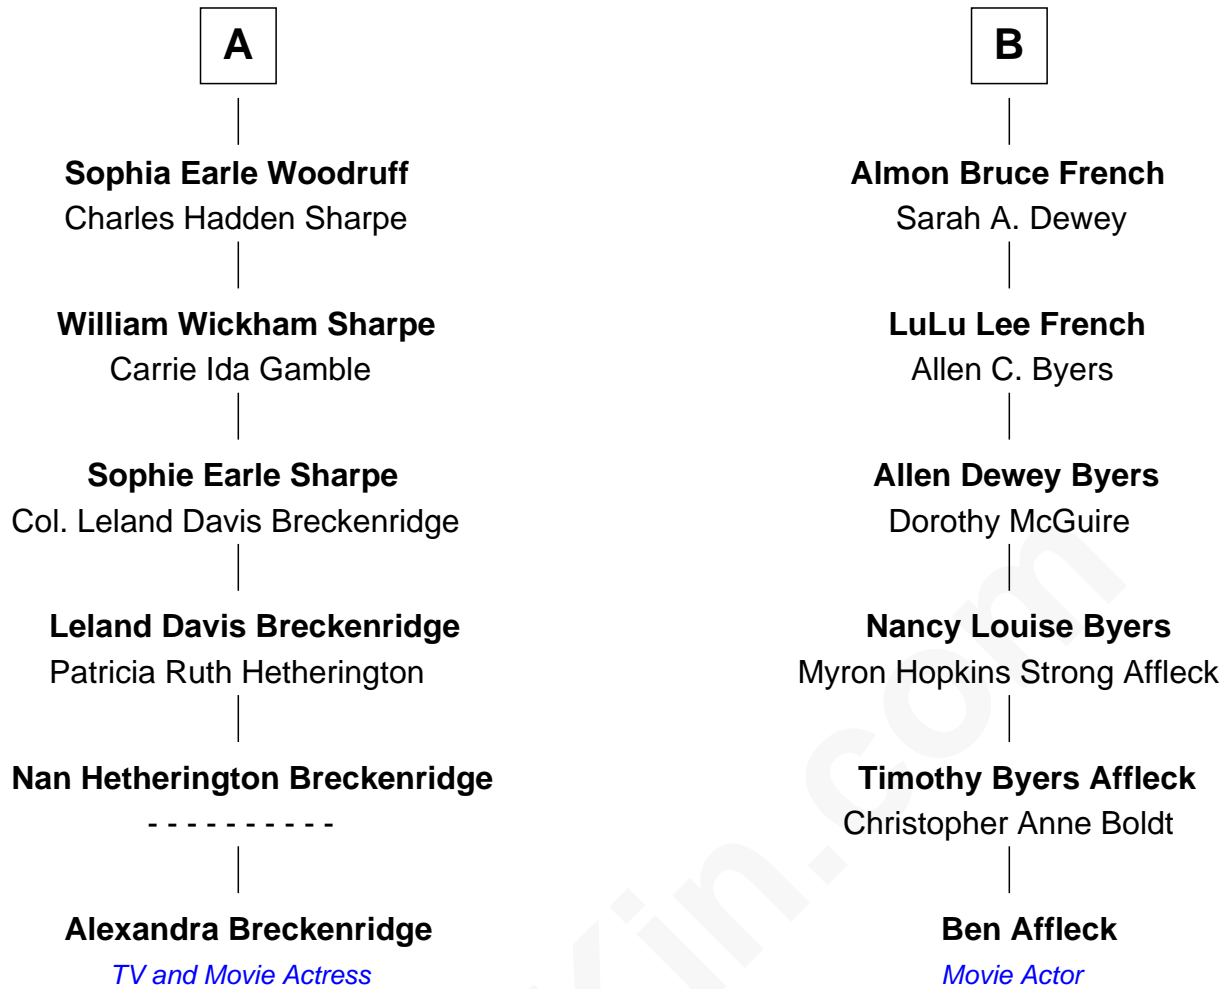 A
Sophia Earle Woodruff
Charles Hadden Sharpe
William Wickham Sharpe
Carrie Ida Gamble
Sophie Earle Sharpe
Col. Leland Davis Breckenridge
Leland Davis Breckenridge
Patricia Ruth Hetherington
Nan Hetherington Breckenridge
- - - - - - - - - -
Alexandra Breckenridge
TV and Movie Actress
B
Almon Bruce French
Sarah A. Dewey
LuLu Lee French
Allen C. Byers
Allen Dewey Byers
Dorothy McGuire
Nancy Louise Byers
Myron Hopkins Strong Affleck
Timothy Byers Affleck
Christopher Anne Boldt
Ben Affleck
Movie Actor
Kin.com